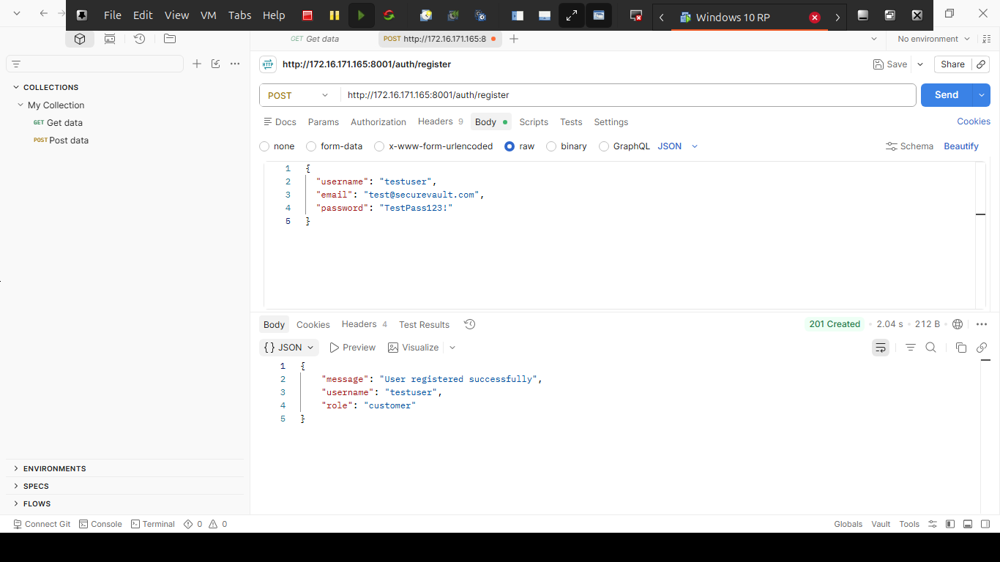 File Edit View VM Tabs Help
Windows 10 RP
GET Get data
POST http://172.16.171.165:8
No environment
HTTP http://172.16.171.165:8001/auth/register
Save
Share
POST
http://172.16.171.165:8001/auth/register
Send
COLLECTIONS
My Collection
GET Get data
POST Post data
Docs Params Authorization Headers 9 Body Scripts Tests Settings
Cookies
none form-data x-www-form-urlencoded raw binary GraphQL JSON
Schema Beautify
1 {
2 "username": "testuser",
3 "email": "test@securevault.com",
4 "password": "TestPass123!"
5 }
Body Cookies Headers 4 Test Results
201 Created • 2.04 s • 212 B
{} JSON Preview Visualize
1 {
2 "message": "User registered successfully",
3 "username": "testuser",
4 "role": "customer"
5 }
ENVIRONMENTS
SPECS
FLOWS
Connect Git Console Terminal 0 0
Globals Vault Tools